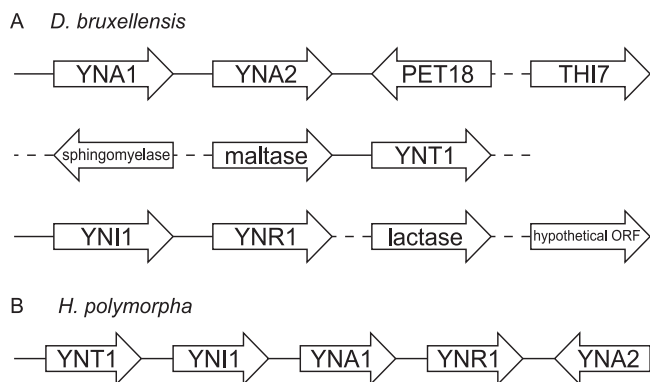 A D. bruxellensis
YNA1 YNA2 PET18 THI7
sphingomyelase maltase YNT1
YNI1 YNR1 lactase hypothetical ORF
B H. polymorpha
YNT1 YNI1 YNA1 YNR1 YNA2